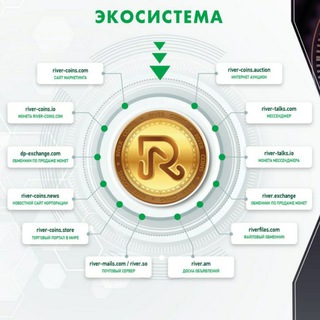 ЭКОСИСТЕМА
river-coins.com
САЙТ МАРКЕТИНГА
river-coins.auction
ИНТЕРНЕТ АУКЦИОН
river-coins.io
МОНЕТА RIVER-COINS.COM
river-talks.com
МЕССЕНДЖЕР
dp-exchange.com
ОБМЕННИК ПО ПРОДАЖЕ МОНЕТ
river-talks.io
МОНЕТА МЕССЕНДЖЕРА
river-coins.news
НОВОСТНОЙ САЙТ КОРПОРАЦИИ
river.exchange
ОБМЕННИК ПО ПРОДАЖЕ МОНЕТ
river-coins.store
ТОРГОВЫЙ ПОРТАЛ В МИРЕ
riverfiles.com
ФАЙЛОВЫЙ ОБМЕННИК
river-mails.com / river.so
ПОЧТОВЫЙ СЕРВЕР
river.am
ДОСКА ОБЪЯВЛЕНИЯ